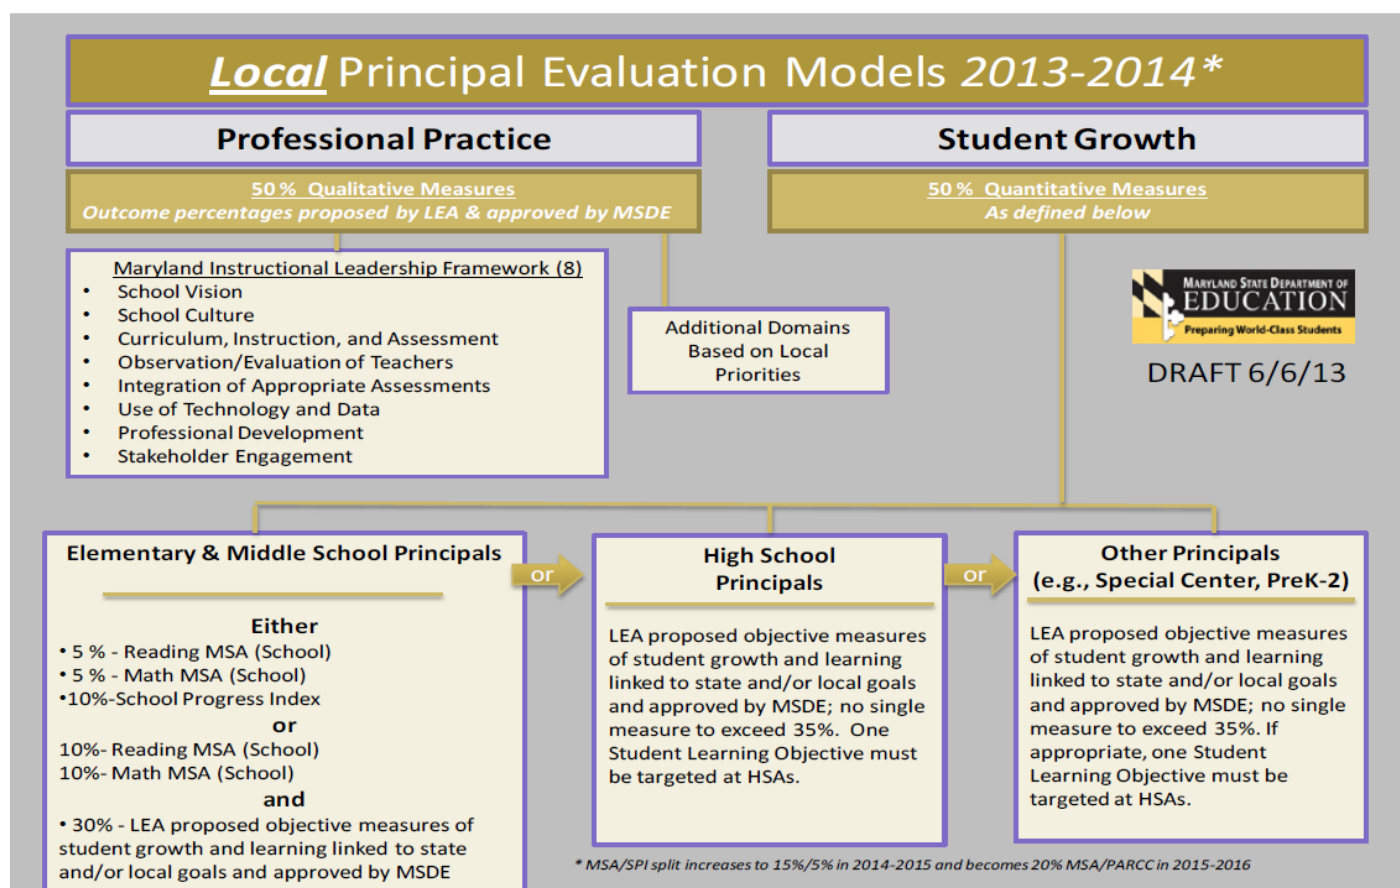 Local Principal Evaluation Models 2013-2014*
Professional Practice
50 % Qualitative Measures
Outcome percentages proposed by LEA & approved by MSDE
Student Growth
50 % Quantitative Measures
As defined below
Maryland Instructional Leadership Framework (8)
• School Vision
• School Culture
• Curriculum, Instruction, and Assessment
• Observation/Evaluation of Teachers
• Integration of Appropriate Assessments
• Use of Technology and Data
• Professional Development
• Stakeholder Engagement
Additional Domains
Based on Local
Priorities
MARYLAND STATE DEPARTMENT OF
EDUCATION
Preparing World-Class Students
DRAFT 6/6/13
Elementary & Middle School Principals
Either
• 5 % - Reading MSA (School)
• 5 % - Math MSA (School)
•10%-School Progress Index
or
10%- Reading MSA (School)
10%- Math MSA (School)
and
• 30% - LEA proposed objective measures of
student growth and learning linked to state
and/or local goals and approved by MSDE
or
High School
Principals
LEA proposed objective measures
of student growth and learning
linked to state and/or local goals
and approved by MSDE; no single
measure to exceed 35%. One
Student Learning Objective must
be targeted at HSAs.
or
Other Principals
(e.g., Special Center, PreK-2)
LEA proposed objective measures
of student growth and learning
linked to state and/or local goals
and approved by MSDE; no single
measure to exceed 35%. If
appropriate, one Student
Learning Objective must be
targeted at HSAs.
* MSA/SPI split increases to 15%/5% in 2014-2015 and becomes 20% MSA/PARCC in 2015-2016